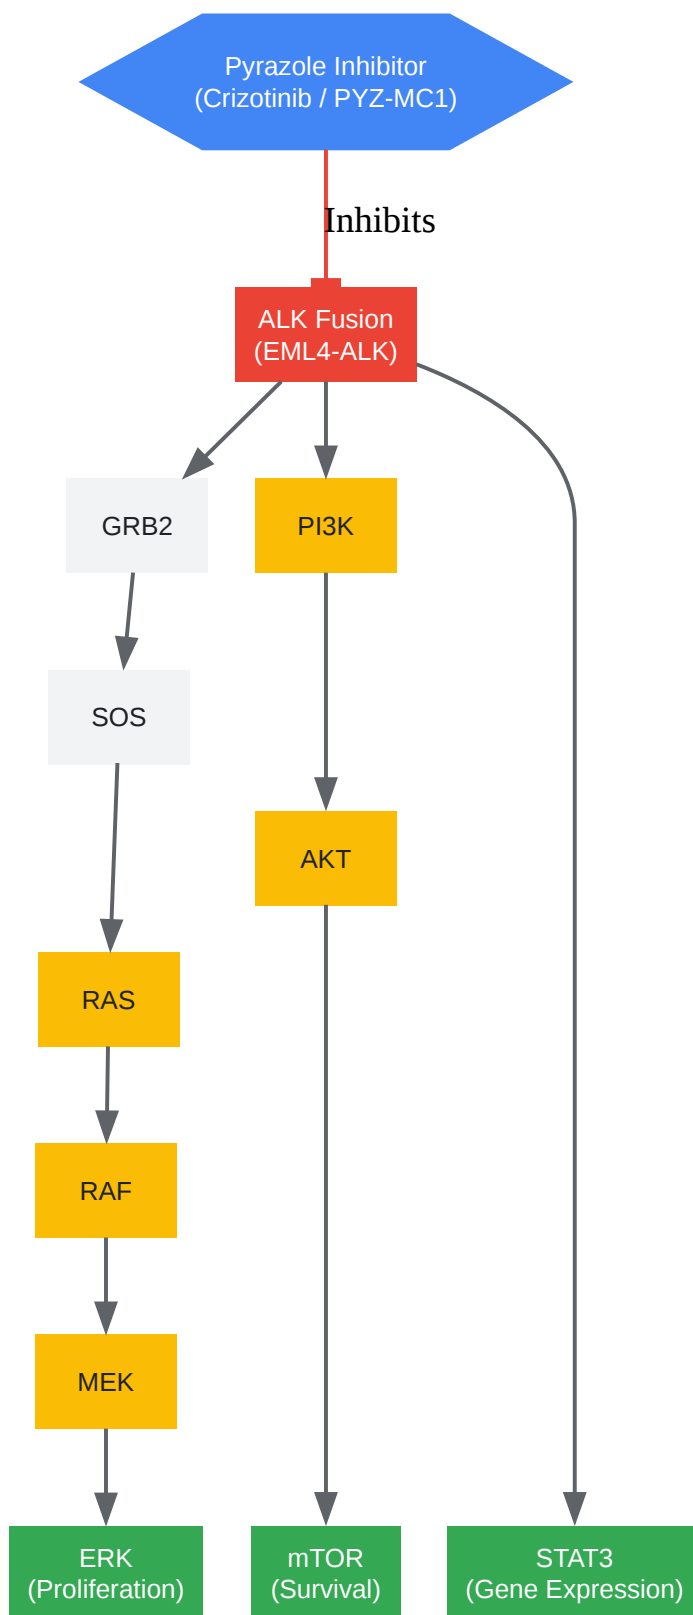 Pyrazole Inhibitor
(Crizotinib / PYZ-MC1)
Inhibits
ALK Fusion
(EML4-ALK)
GRB2
PI3K
SOS
AKT
RAS
RAF
MEK
ERK
(Proliferation)
mTOR
(Survival)
STAT3
(Gene Expression)